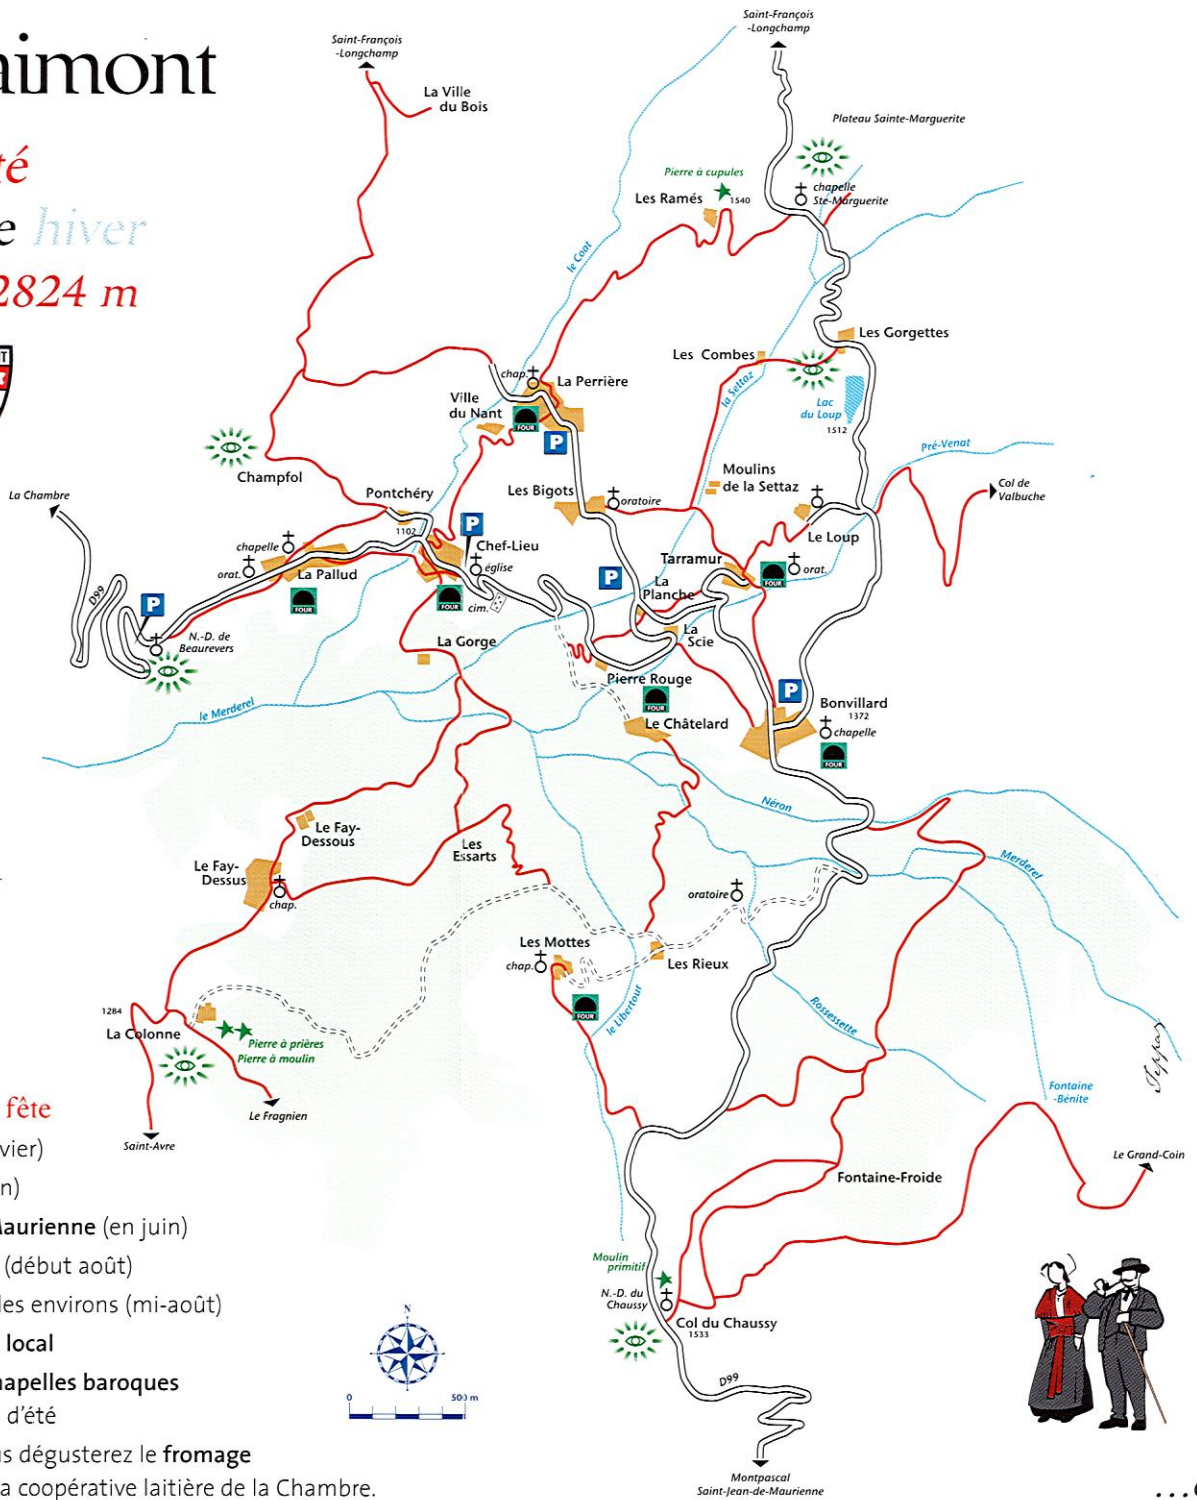 aimont
té
e hiver
2824 m
NT
Saint-François
-Longchamp
La Ville
du Bois
Saint-François
-Longchamp
Plateau Sainte-Marguerite
Pierre à cupules
Les Ramés
1540
chapelle
Ste-Marguerite
le Coat
Les Gorgettes
Les Combes
la Settaz
Lac
du Loup
1512
chap.
La Perrière
Ville
du Nant
FOUR
P
Pré-Venat
Champfol
La Chambre
Pontchéry
1102
Les Bigots
oratoire
Moulins
de la Settaz
Col de
Valbuche
Le Loup
P
Chef-Lieu
église
chapelle
orat.
La Pallud
FOUR
FOUR
cim.
P
Tarramur
La
Planche
FOUR
orat.
D99
P
N.-D. de
Beaurevers
La Gorge
La
Scie
Pierre Rouge
FOUR
Le Châtelard
P
Bonvillard
1372
chapelle
FOUR
le Merderel
Néron
Merderel
Le Fay-
Dessous
Les
Essarts
Le Fay-
Dessus
chap.
oratoire
Les Mottes
chap.
Les Rieux
FOUR
le Libertour
Rossessette
1284
La Colonne
Pierre à prières
Pierre à moulin
Le Fragnien
Saint-Avre
Fontaine
-Bénite
Le Grand-Coin
Fontaine-Froide
Moulin
primitif
N.-D. du
Chaussy
Col du Chaussy
1533
D99
Montpascal
Saint-Jean-de-Maurienne
N
0 500 m
fête
vier)
n)
Maurienne (en juin)
(début août)
les environs (mi-août)
local
hapelles baroques
d'été
us dégusterez le fromage
a coopérative laitière de la Chambre.